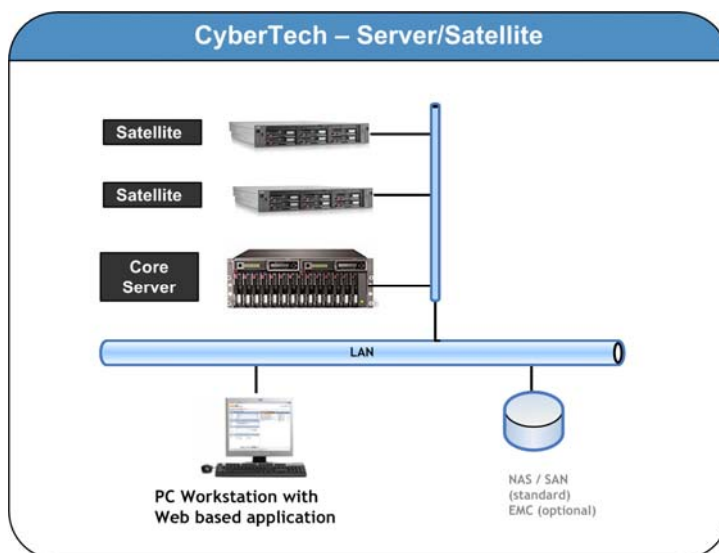 CyberTech – Server/Satellite
Satellite
Satellite
Core
Server
LAN
PC Workstation with
Web based application
NAS / SAN
(standard)
EMC (optional)